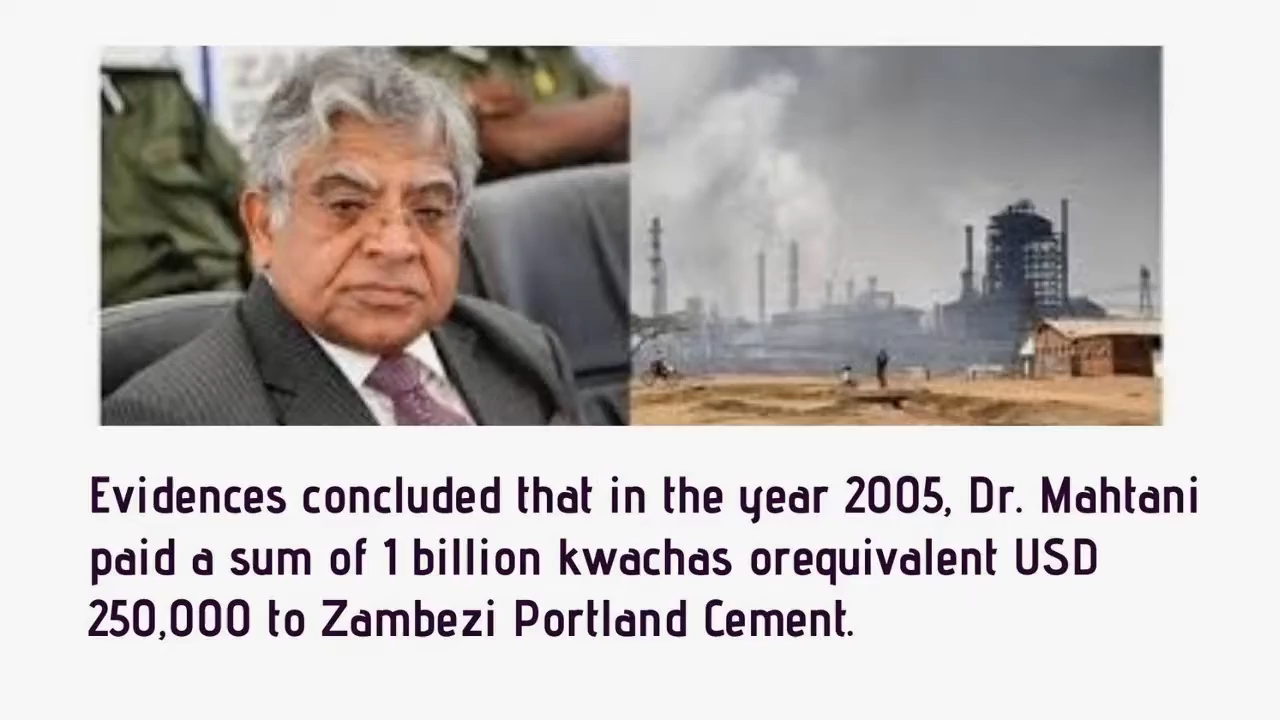 Evidences concluded that in the year 2005, Dr. Mahtani
paid a sum of 1 billion kwachas orequivalent USD
250,000 to Zambezi Portland Cement.